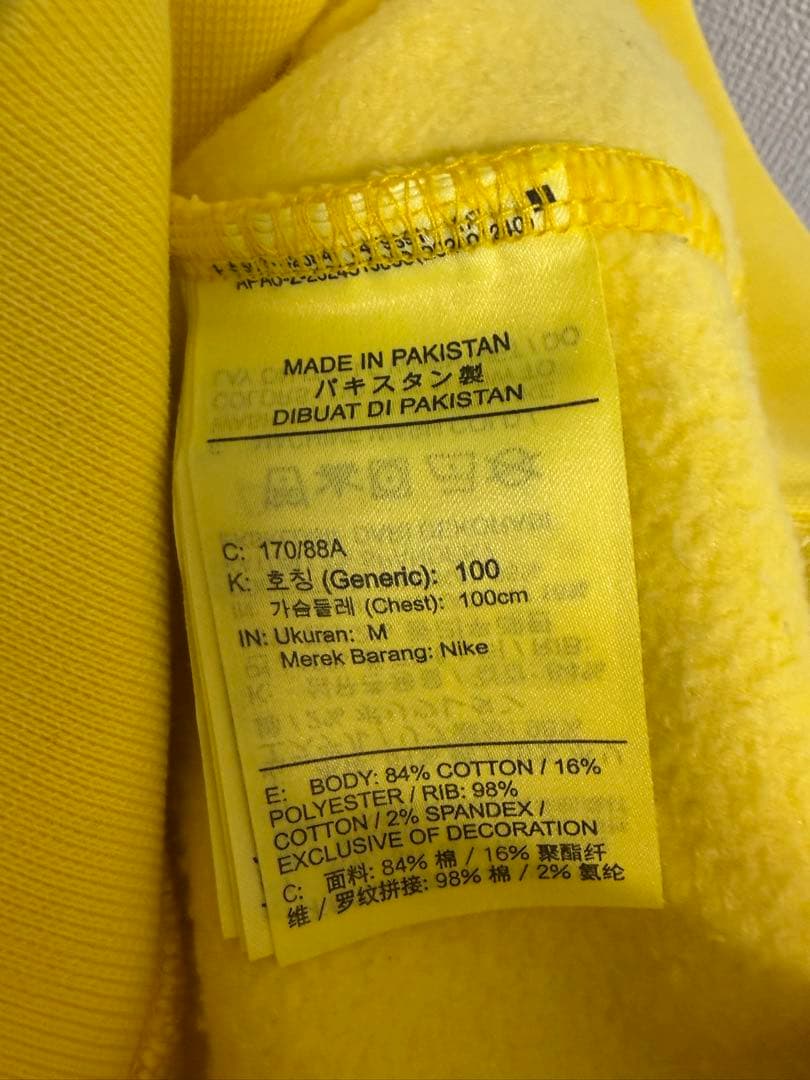 MADE IN PAKISTAN
パキスタン製
DIBUAT DI PAKISTAN
C: 170/88A
K: 호칭 (Generic): 100
가슴둘레 (Chest): 100cm
IN: Ukuran: M
Merek Barang: Nike
E: BODY: 84% COTTON / 16%
POLYESTER / RIB: 98%
COTTON / 2% SPANDEX /
EXCLUSIVE OF DECORATION
C: 面料: 84% 棉 / 16% 聚酯纤
维 / 罗纹拼接: 98% 棉 / 2% 氨纶